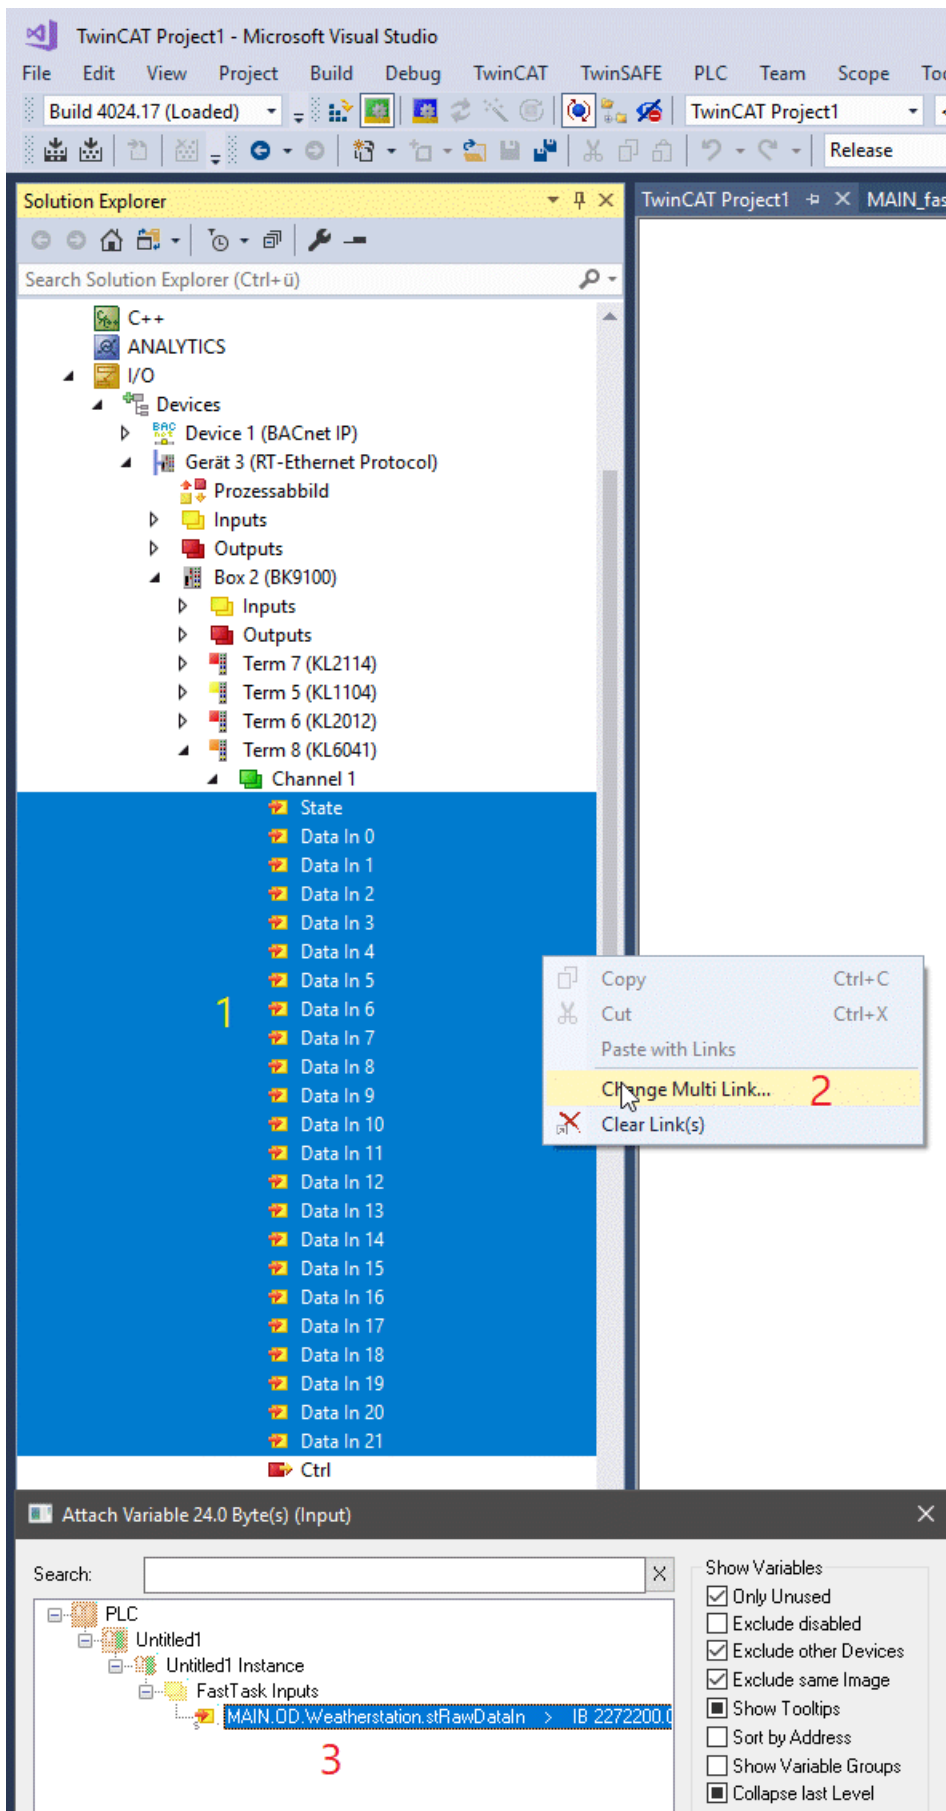 TwinCAT Project1 - Microsoft Visual Studio
File Edit View Project Build Debug TwinCAT TwinSAFE PLC Team Scope
Build 4024.17 (Loaded) TwinCAT Project1
Release
Solution Explorer
TwinCAT Project1 MAIN_fas
Search Solution Explorer (Ctrl+ü)
C++
ANALYTICS
I/O
Devices
Device 1 (BACnet IP)
Gerät 3 (RT-Ethernet Protocol)
Prozessabbild
Inputs
Outputs
Box 2 (BK9100)
Inputs
Outputs
Term 7 (KL2114)
Term 5 (KL1104)
Term 6 (KL2012)
Term 8 (KL6041)
Channel 1
State
Data In 0
Data In 1
Data In 2
Data In 3
Data In 4
Data In 5
Data In 6
Data In 7
Data In 8
Data In 9
Data In 10
Data In 11
Data In 12
Data In 13
Data In 14
Data In 15
Data In 16
Data In 17
Data In 18
Data In 19
Data In 20
Data In 21
Ctrl
1
Copy Ctrl+C
Cut Ctrl+X
Paste with Links
Change Multi Link... 2
Clear Link(s)
Attach Variable 24.0 Byte(s) (Input)
Search:
PLC
Untitled1
Untitled1 Instance
FastTask Inputs
MAIN.OD.Weatherstation.stRawDataIn > IB 2272200.0
3
Show Variables
Only Unused
Exclude disabled
Exclude other Devices
Exclude same Image
Show Tooltips
Sort by Address
Show Variable Groups
Collapse last Level